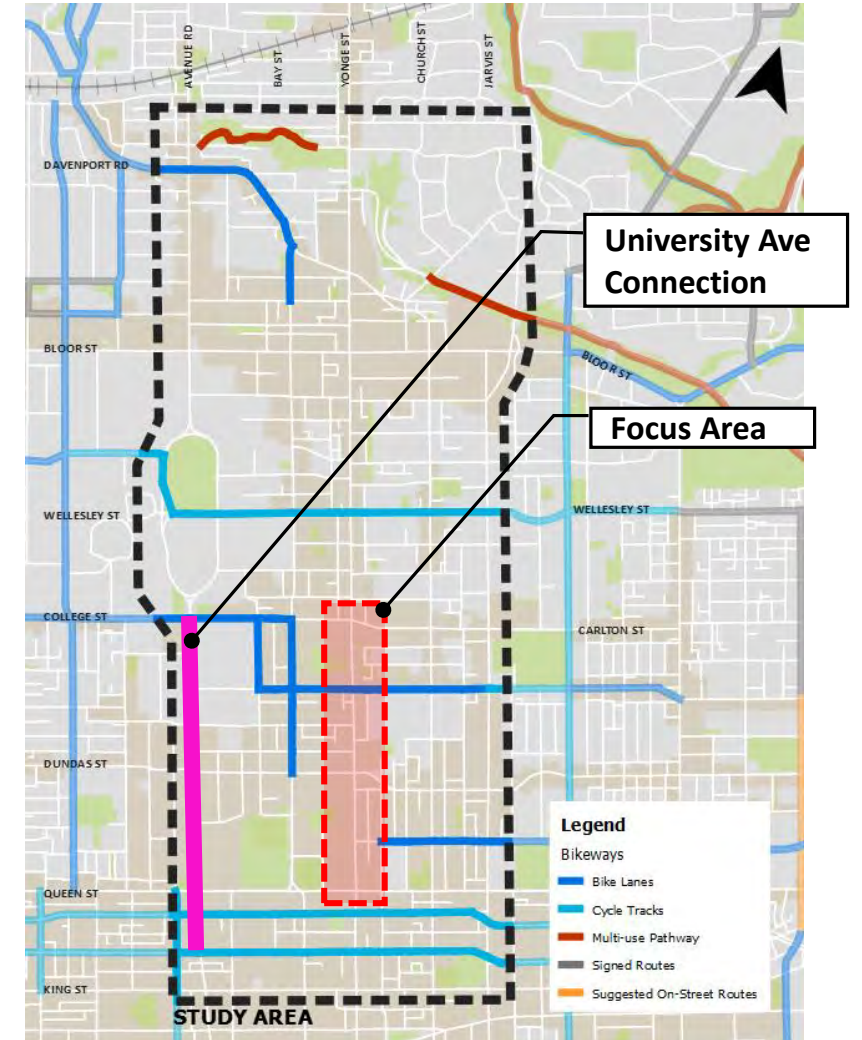 AVENUE RD
BAY ST
YONGE ST
CHURCH ST
JARVIS ST
DAVENPORT RD
University Ave
Connection
BLOOR ST
BLOOR ST
Focus Area
WELLESLEY ST
WELLESLEY ST
COLLEGE ST
CARLTON ST
DUNDAS ST
Legend
Bikeways
Bike Lanes
Cycle Tracks
Multi-use Pathway
Signed Routes
Suggested On-Street Routes
QUEEN ST
KING ST
STUDY AREA